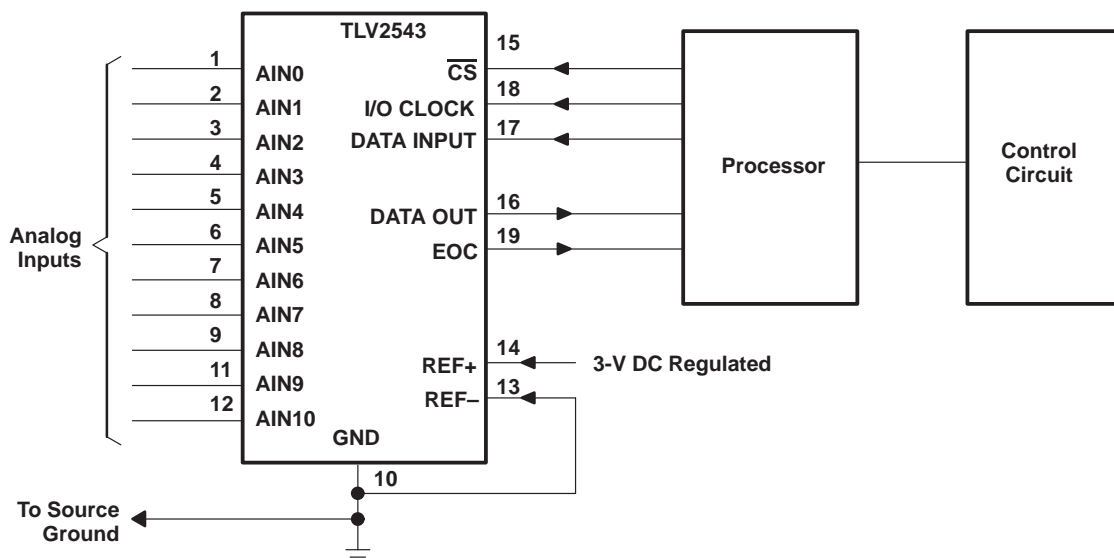 TLV2543
1
2
3
4
5
6
7
8
9
11
12
AIN0
AIN1
AIN2
AIN3
AIN4
AIN5
AIN6
AIN7
AIN8
AIN9
AIN10
Analog
Inputs
CS
I/O CLOCK
DATA INPUT
DATA OUT
EOC
REF+
REF–
GND
15
18
17
16
19
14
13
10
3-V DC Regulated
Processor
Control
Circuit
To Source
Ground